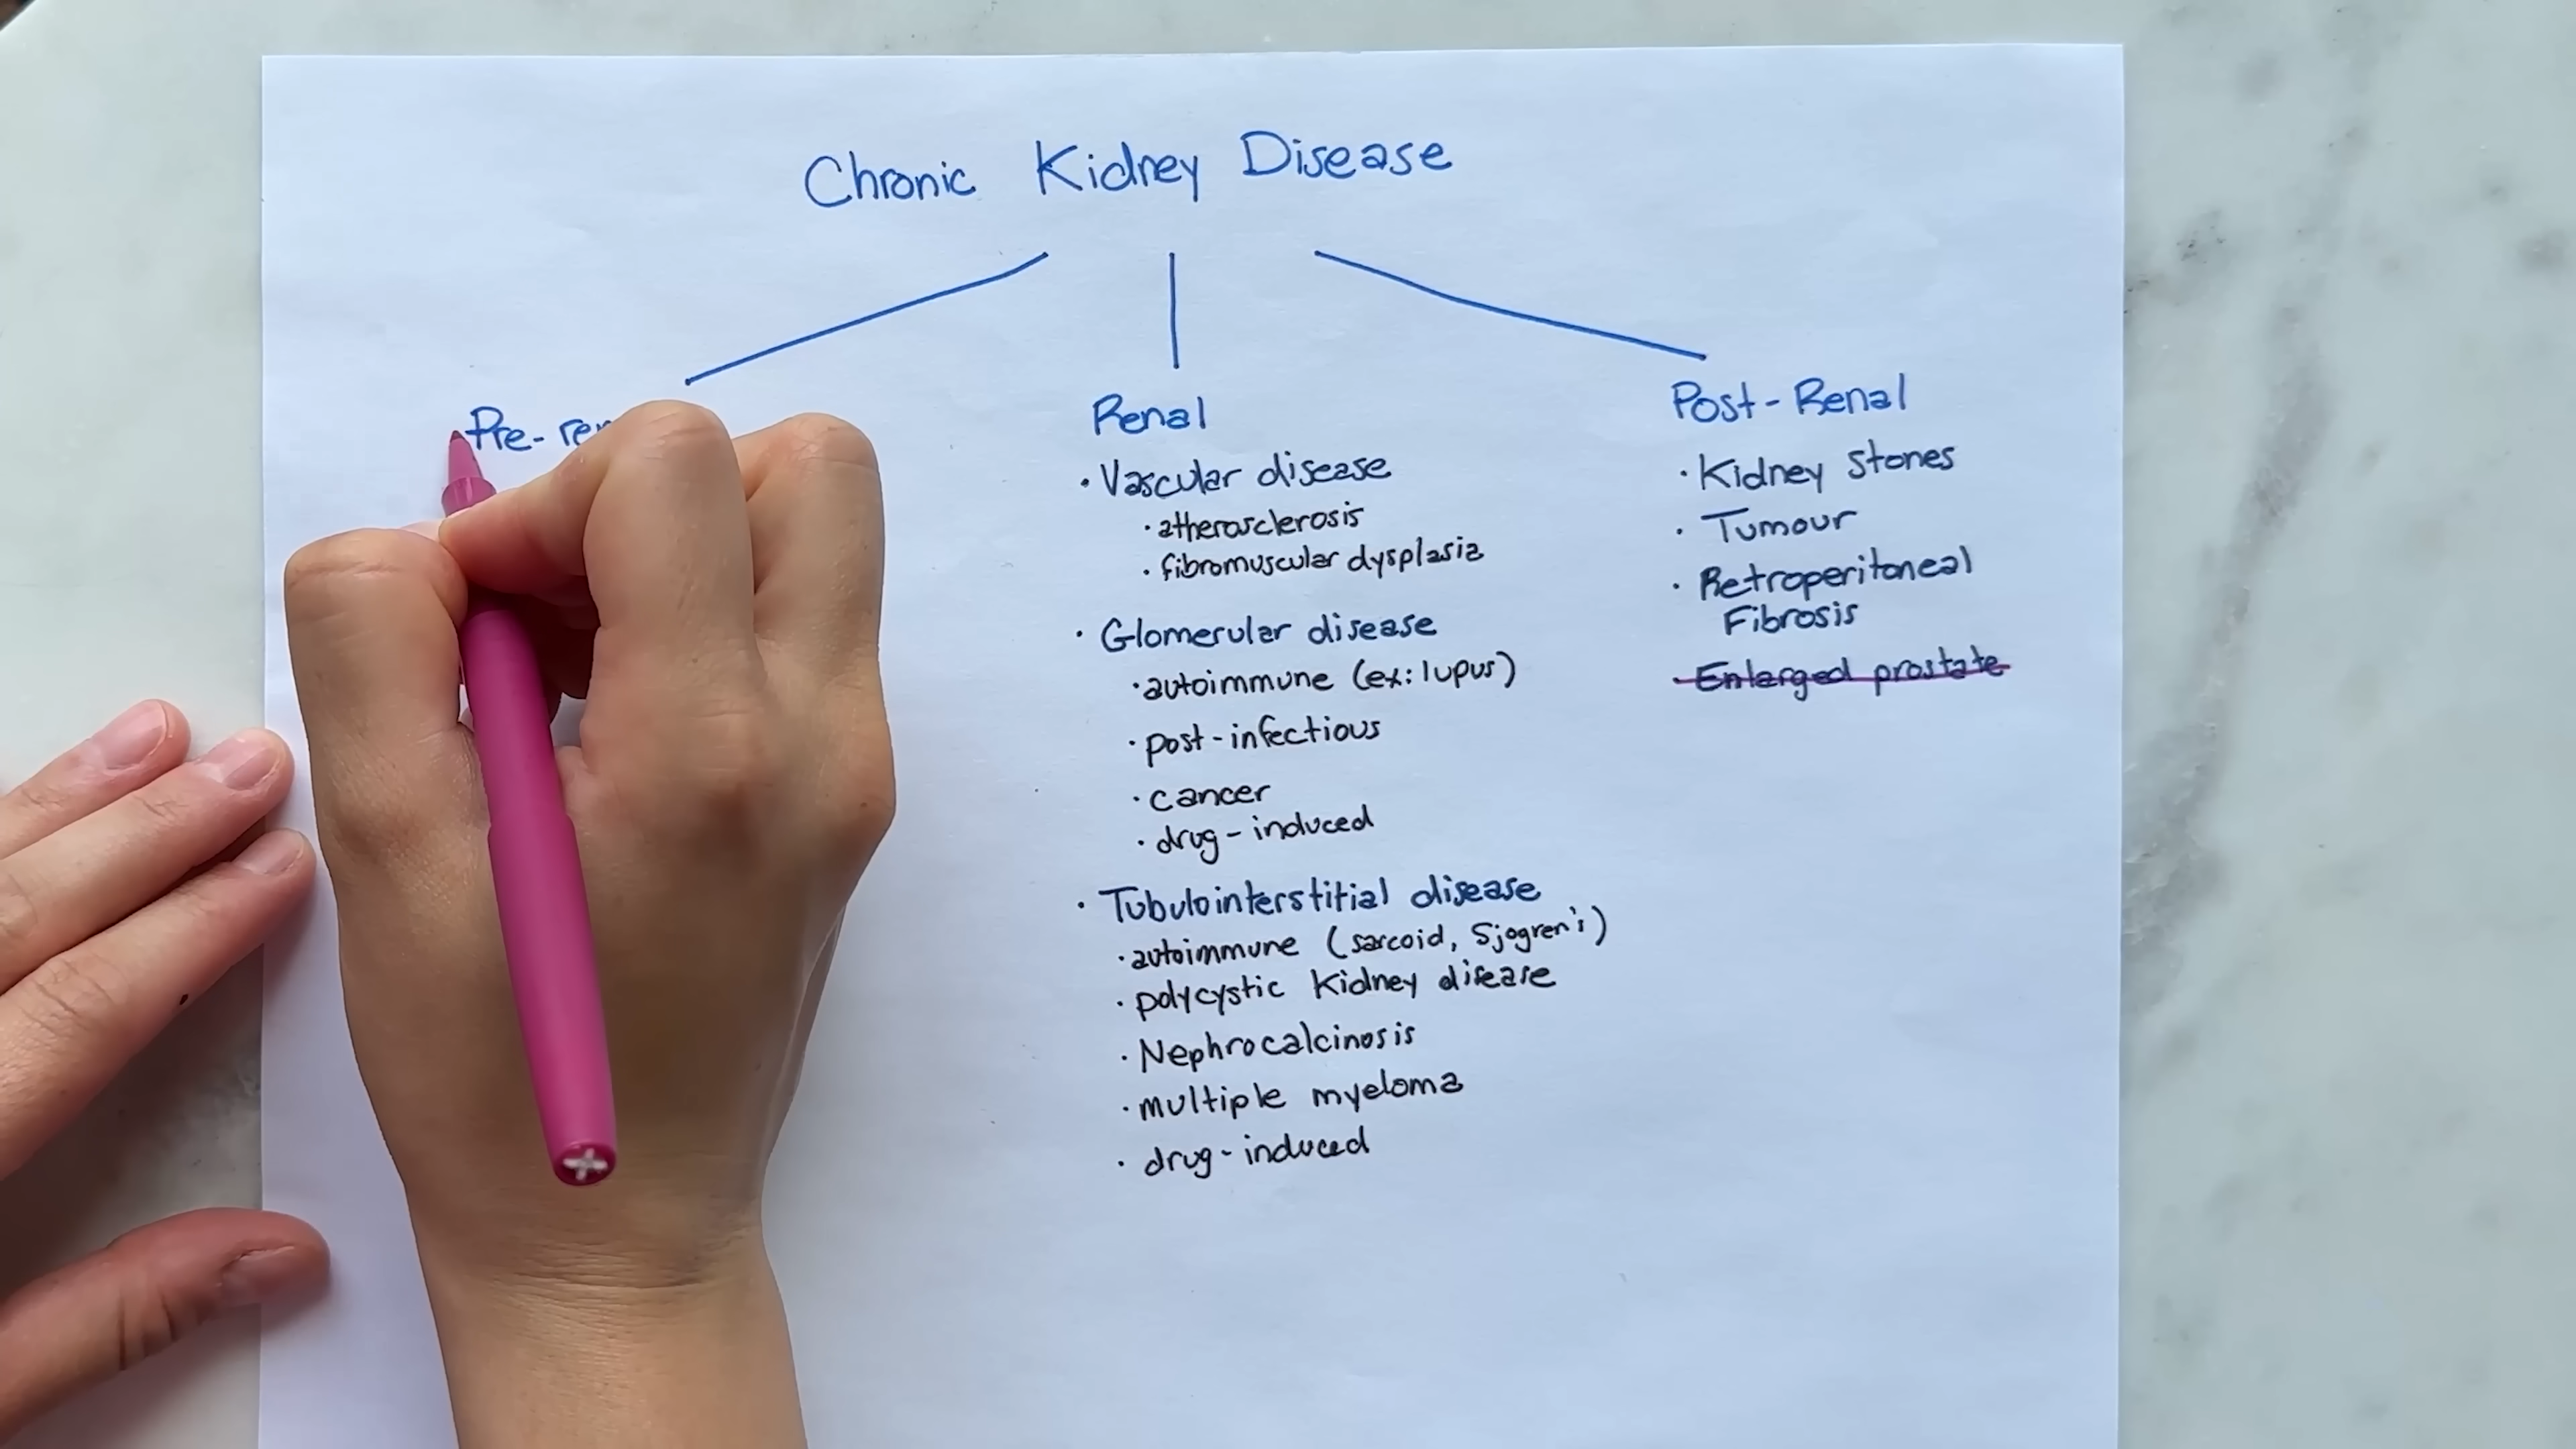 Chronic Kidney Disease
Pre-ren
Renal
· Vascular disease
· atherosclerosis
· fibromuscular dysplasia
· Glomerular disease
· autoimmune (ex: lupus)
· post-infectious
· cancer
· drug-induced
· Tubulointerstitial disease
· autoimmune (sarcoid, Sjogren's)
· polycystic Kidney disease
· Nephrocalcinosis
· multiple myeloma
· drug-induced
Post-Renal
· Kidney stones
· Tumour
· Retroperitoneal
Fibrosis
· Enlarged prostate